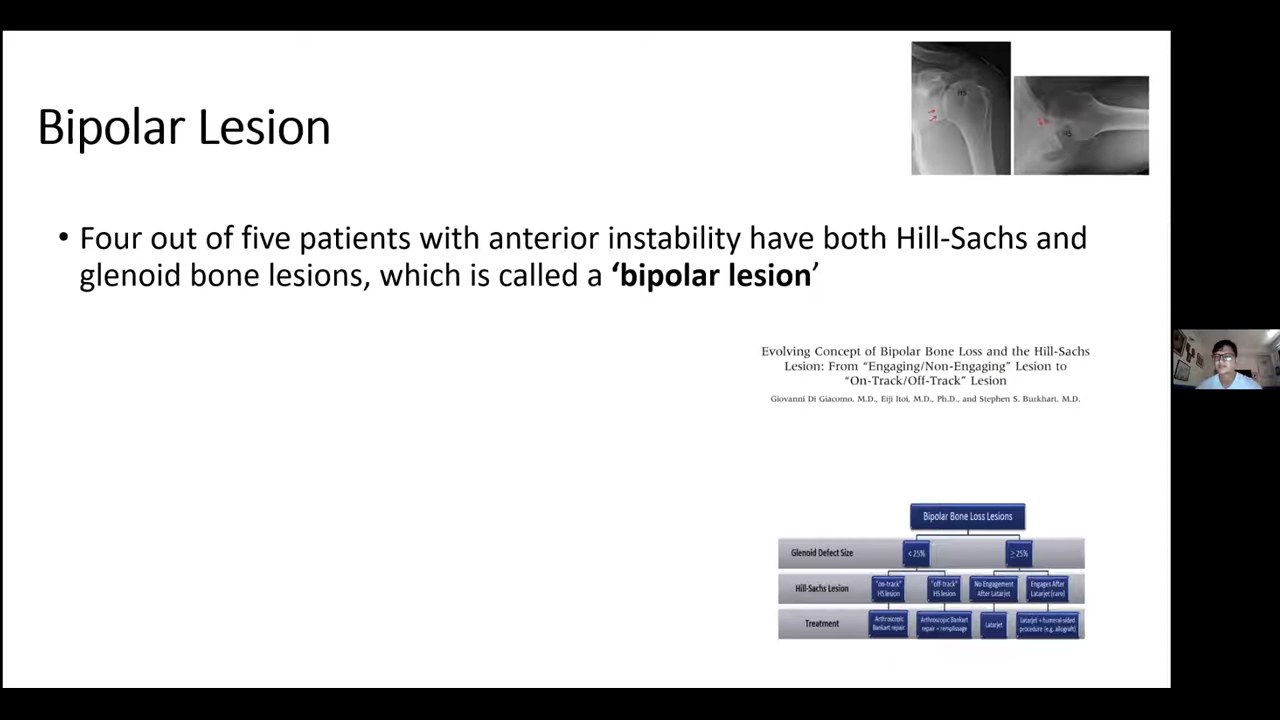 Bipolar Lesion
HS
HS
• Four out of five patients with anterior instability have both Hill-Sachs and
glenoid bone lesions, which is called a ‘bipolar lesion’
Evolving Concept of Bipolar Bone Loss and the Hill-Sachs
Lesion: From “Engaging/Non-Engaging” Lesion to
“On-Track/Off-Track” Lesion
Giovanni Di Giacomo, M.D., Eiji Itoi, M.D., Ph.D., and Stephen S. Burkhart, M.D.
Bipolar Bone Loss Lesions
Glenoid Defect Size
< 25%
≥ 25%
Hill-Sachs Lesion
"on-track"
HS lesion
"off-track"
HS lesion
No Engagement
After Latarjet
Engages After
Latarjet (rare)
Treatment
Arthroscopic
Bankart repair
Arthroscopic Bankart
repair + remplissage
Latarjet
Latarjet + humeral-sided
procedure (e.g., allograft)